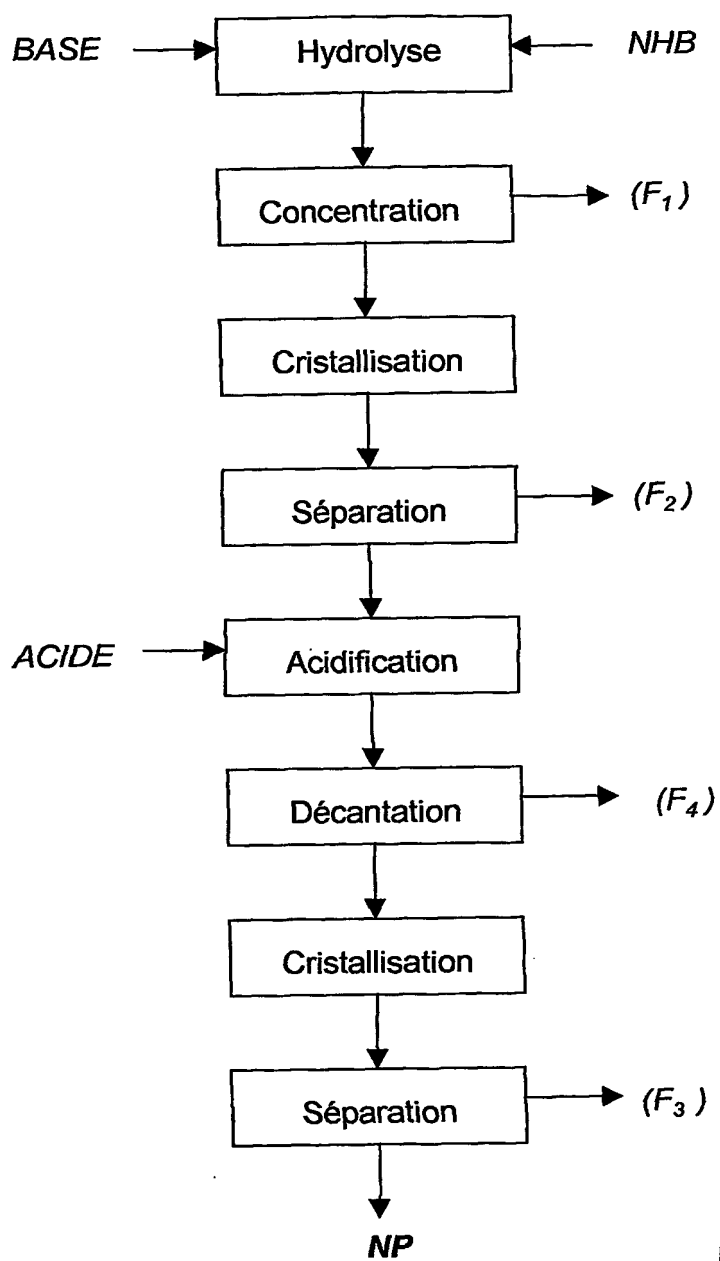 BASE Hydrolyse NHB
Concentration (F₁)
Cristallisation
Séparation (F₂)
ACIDE Acidification
Décantation (F₄)
Cristallisation
Séparation (F₃)
NP